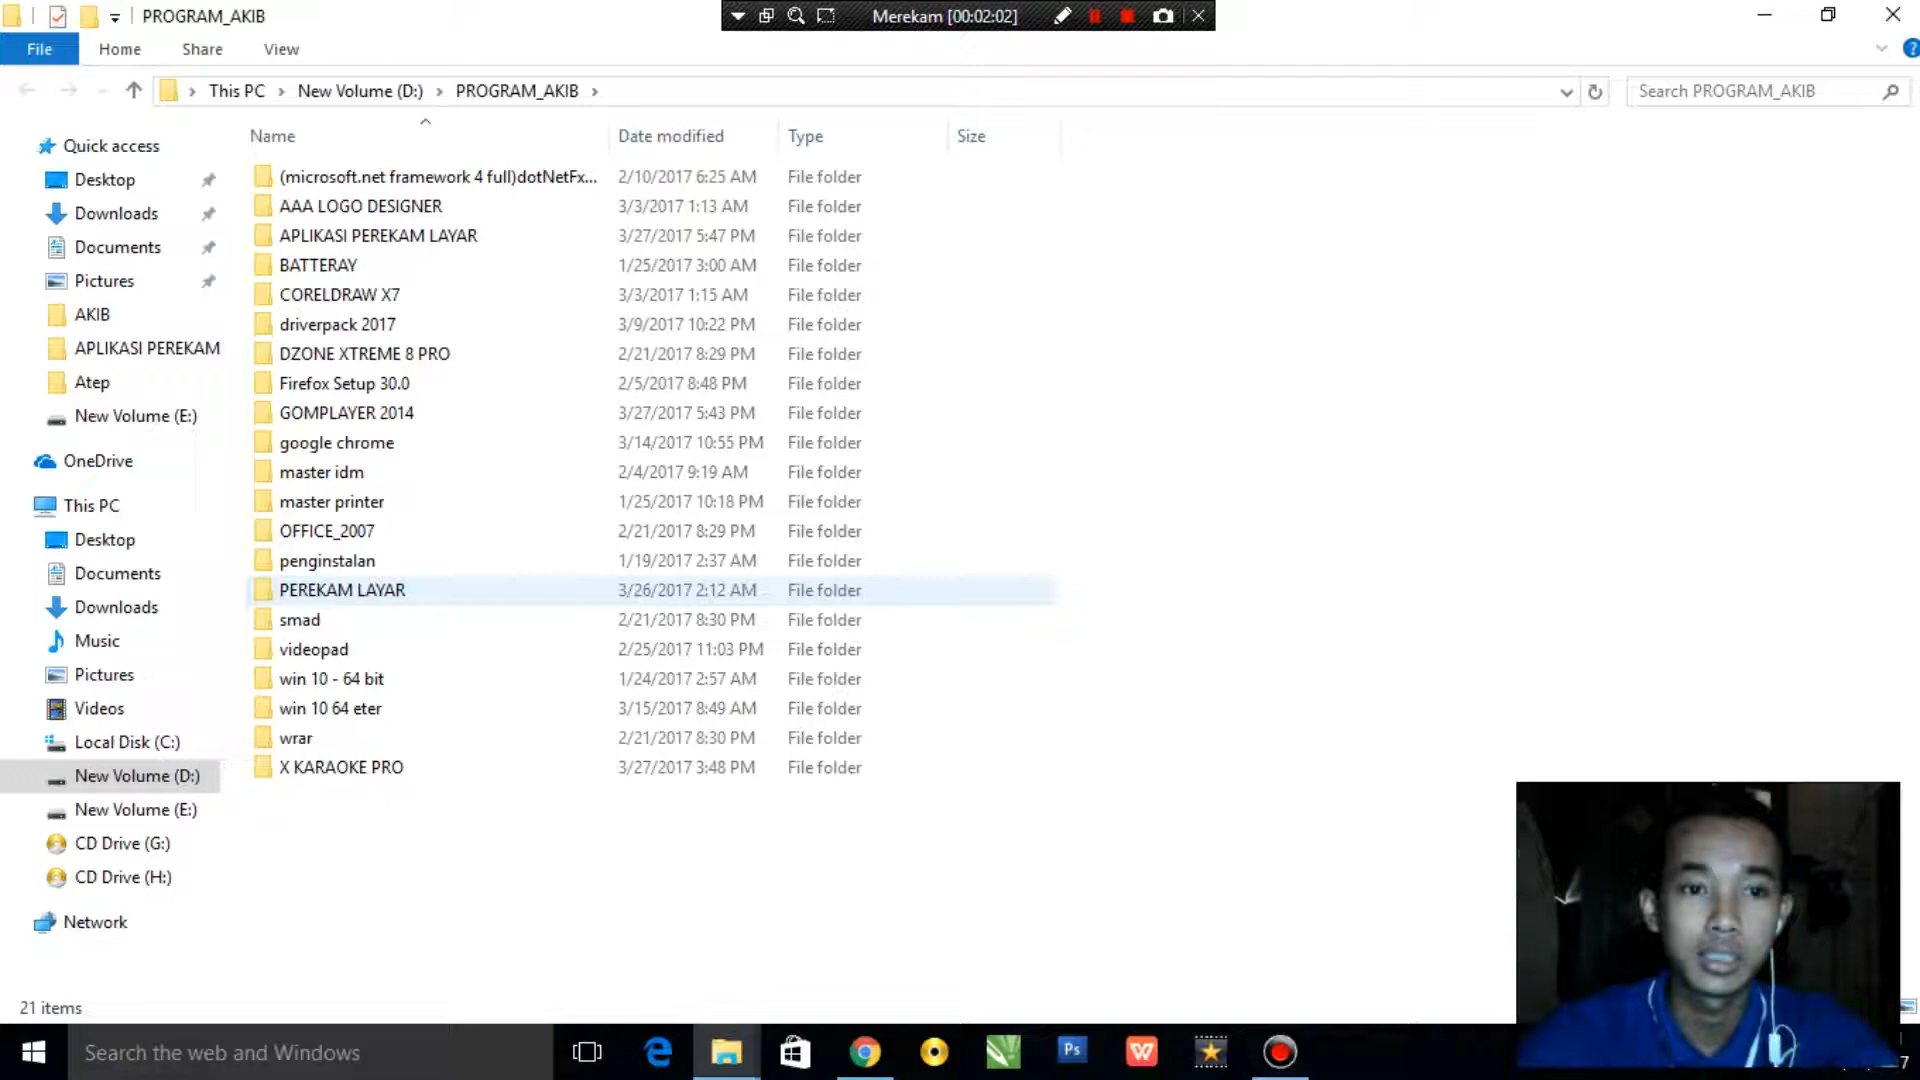 PROGRAM_AKIB
Merekam [00:02:02]
File Home Share View
This PC New Volume (D:) PROGRAM_AKIB
Search PROGRAM_AKIB
Name Date modified Type Size
Quick access
Desktop
Downloads
Documents
Pictures
AKIB
APLIKASI PEREKAM
Atep
New Volume (E:)
OneDrive
This PC
Desktop
Documents
Downloads
Music
Pictures
Videos
Local Disk (C:)
New Volume (D:)
New Volume (E:)
CD Drive (G:)
CD Drive (H:)
Network
(microsoft.net framework 4 full)dotNetFx... 2/10/2017 6:25 AM File folder
AAA LOGO DESIGNER 3/3/2017 1:13 AM File folder
APLIKASI PEREKAM LAYAR 3/27/2017 5:47 PM File folder
BATTERAY 1/25/2017 3:00 AM File folder
CORELDRAW X7 3/3/2017 1:15 AM File folder
driverpack 2017 3/9/2017 10:22 PM File folder
DZONE XTREME 8 PRO 2/21/2017 8:29 PM File folder
Firefox Setup 30.0 2/5/2017 8:48 PM File folder
GOMPLAYER 2014 3/27/2017 5:43 PM File folder
google chrome 3/14/2017 10:55 PM File folder
master idm 2/4/2017 9:19 AM File folder
master printer 1/25/2017 10:18 PM File folder
OFFICE_2007 2/21/2017 8:29 PM File folder
penginstalan 1/19/2017 2:37 AM File folder
PEREKAM LAYAR 3/26/2017 2:12 AM File folder
smad 2/21/2017 8:30 PM File folder
videopad 2/25/2017 11:03 PM File folder
win 10 - 64 bit 1/24/2017 2:57 AM File folder
win 10 64 eter 3/15/2017 8:49 AM File folder
wrar 2/21/2017 8:30 PM File folder
X KARAOKE PRO 3/27/2017 3:48 PM File folder
21 items
Search the web and Windows
Ps
W
7